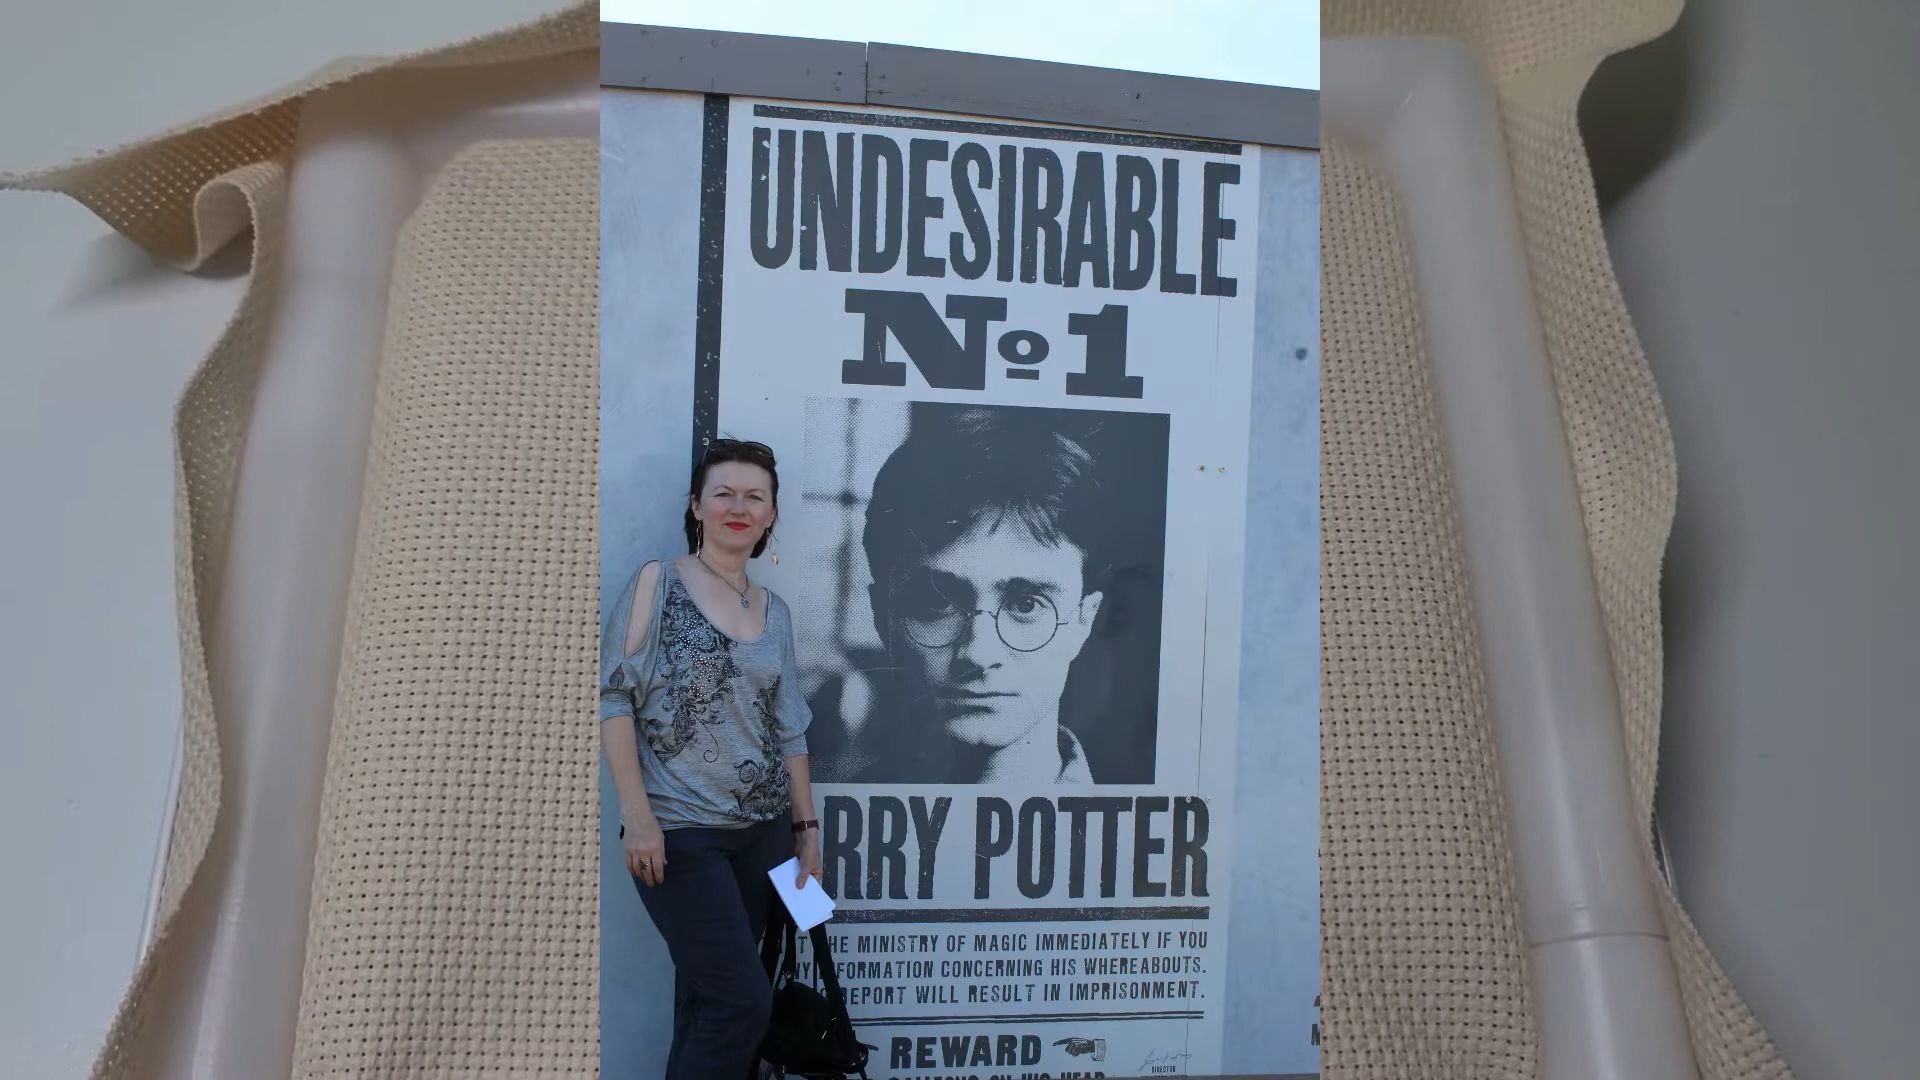 UNDESIRABLE
Nº1
RRY POTTER
HE MINISTRY OF MAGIC IMMEDIATELY IF YOU
NY FORMATION CONCERNING HIS WHEREABOUTS.
REPORT WILL RESULT IN IMPRISONMENT.
REWARD
DIRECTOR